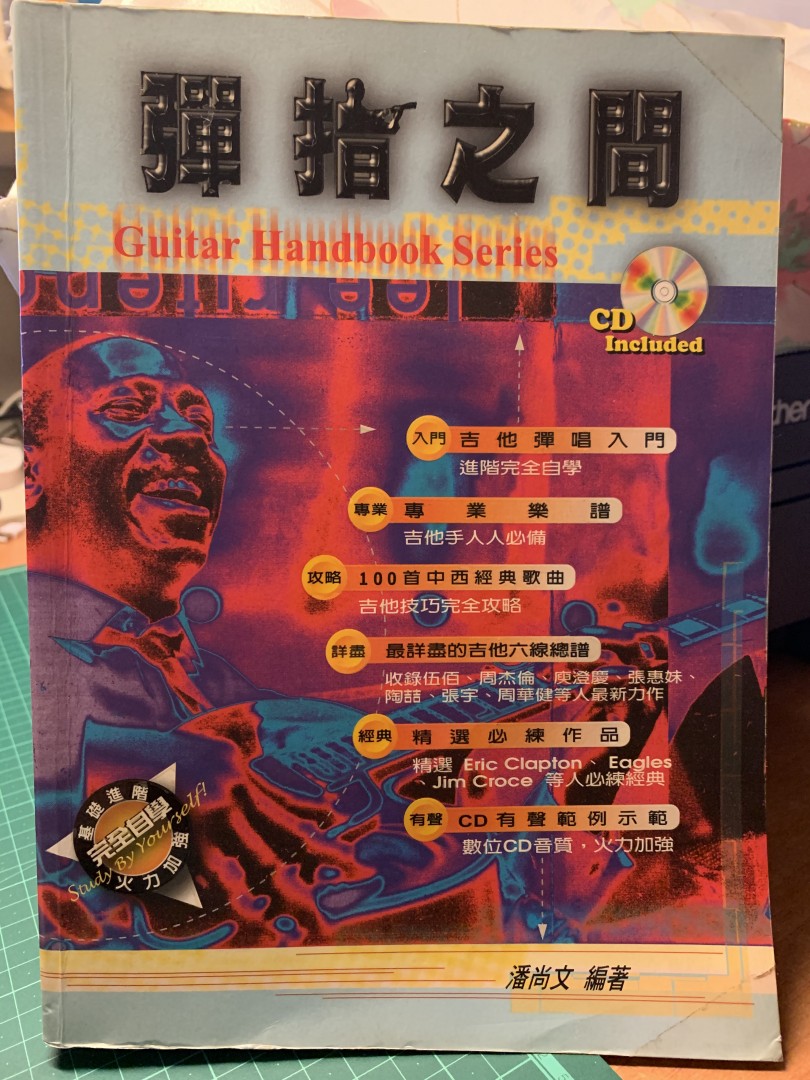 彈指之間
Guitar Handbook Series
CD
Included
入門 吉他彈唱入門
進階完全自學
專業 專業樂譜
吉他手人人必備
攻略 100首中西經典歌曲
吉他技巧完全攻略
詳盡 最詳盡的吉他六線總譜
收錄伍佰、周杰倫、庾澄慶、張惠妹、
陶喆、張宇、周華健等人最新力作
經典 精選必練作品
精選 Eric Clapton、Eagles
、Jim Croce 等人必練經典
有聲 CD有聲範例示範
數位CD音質，火力加強
基礎進階
完全自學
Study By Yourself!
火力加強
潘尚文 編著